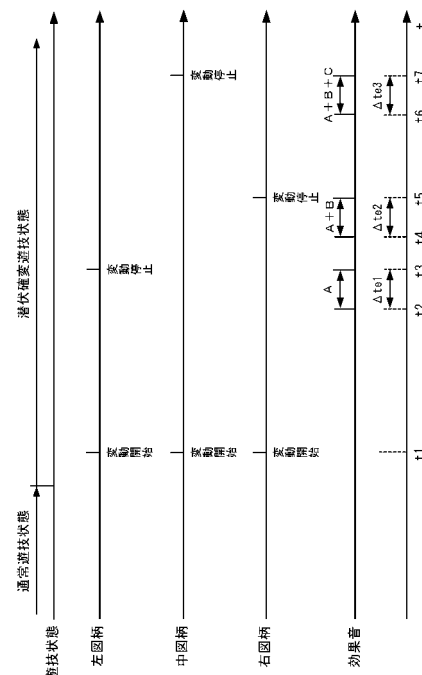 通常遊技状態
潜伏確変遊技状態
遊技状態
左図柄
変動開始
変動停止
中図柄
変動開始
変動停止
右図柄
変動開始
変動停止
効果音
A
A+B
A+B+C
Δte1
Δte2
Δte3
t1
t2
t3
t4
t5
t6
t7
t